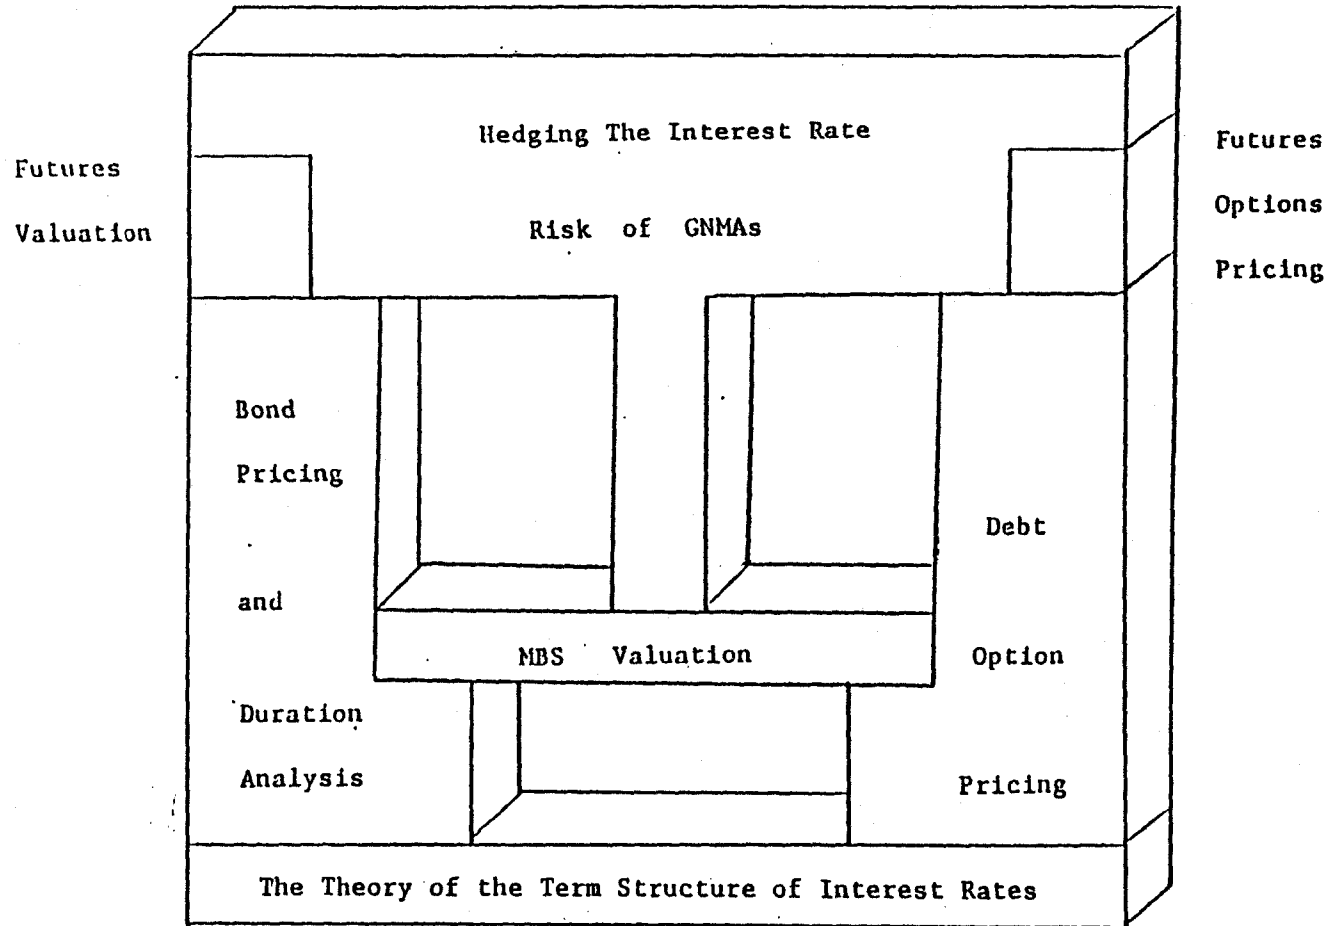 Hedging The Interest Rate
Risk of GNMAs
Futures
Valuation
Futures
Options
Pricing
Bond
Pricing
and
Duration
Analysis
Debt
Option
Pricing
MBS Valuation
The Theory of the Term Structure of Interest Rates